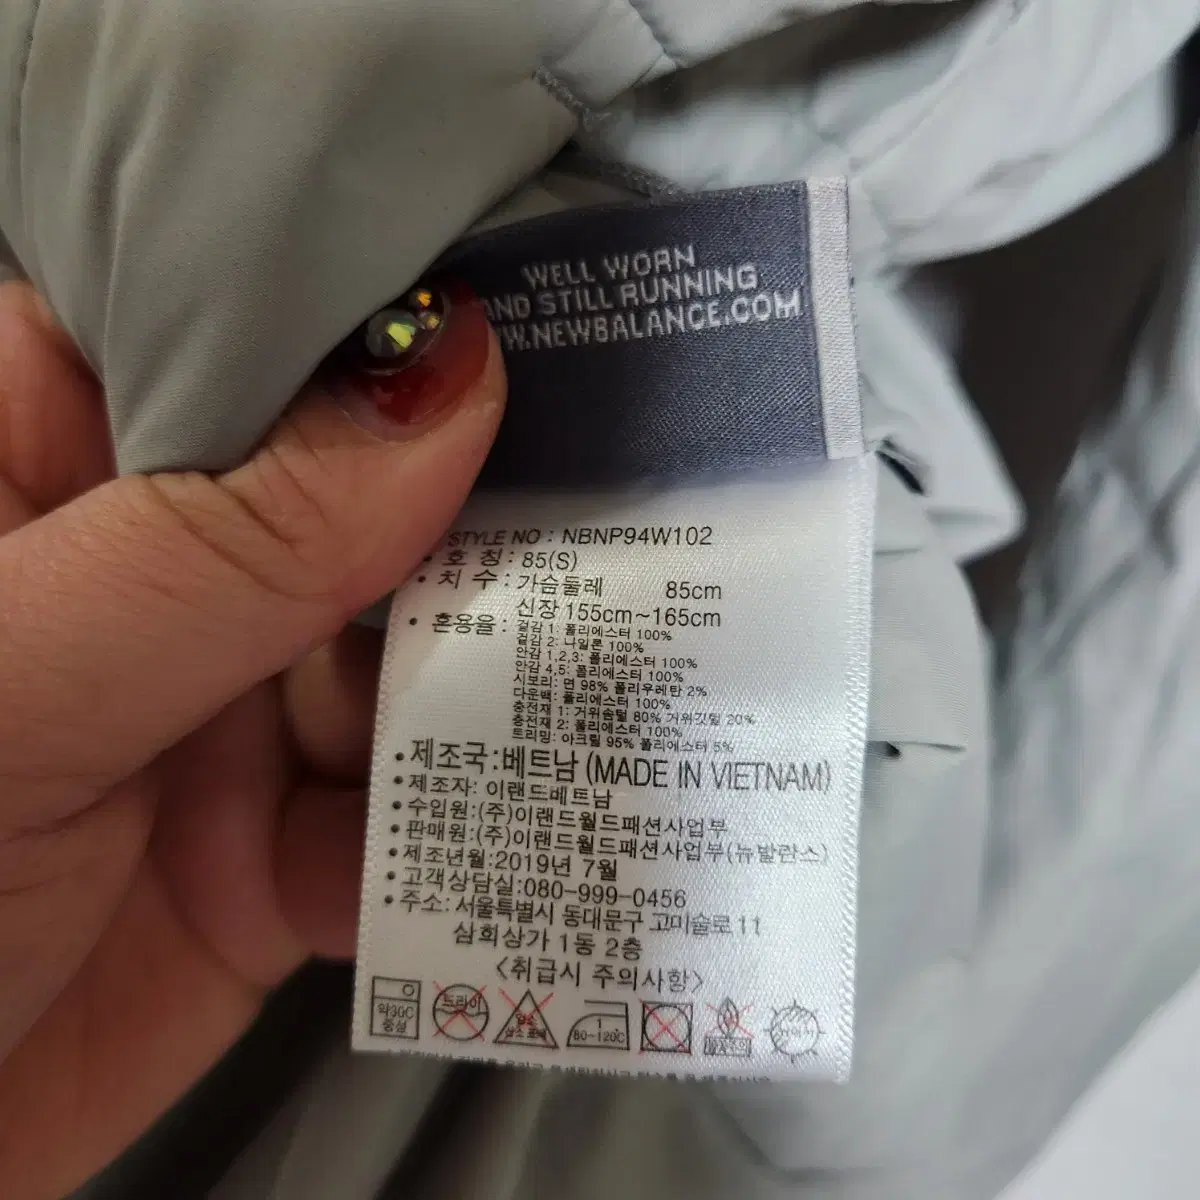 WELL WORN
AND STILL RUNNING
W.NEWBALANCE.COM
STYLE NO : NBNP94W102
• 호 칭 : 85(S)
• 치 수 : 가슴둘레 85cm
신장 155cm~165cm
• 혼용율 : 겉감 1: 폴리에스터 100%
겉감 2: 나일론 100%
안감 1,2,3: 폴리에스터 100%
안감 4,5: 폴리에스터 100%
시보리: 면 98% 폴리우레탄 2%
다운백: 폴리에스터 100%
충전재 1: 거위솜털 80% 거위깃털 20%
충전재 2: 폴리에스터 100%
트리밍: 아크릴 95% 폴리에스터 5%
• 제조국:베트남 (MADE IN VIETNAM)
• 제조자: 이랜드베트남
• 수입원:(주)이랜드월드패션사업부
• 판매원:(주)이랜드월드패션사업부(뉴발란스)
• 제조년월:2019년 7월
• 고객상담실:080-999-0456
• 주소: 서울특별시 동대문구 고미술로 11
삼희상가 1동 2층
<취급시 주의사항>
약30C
중성
드라이
염소
산소 표백
1
80~120C